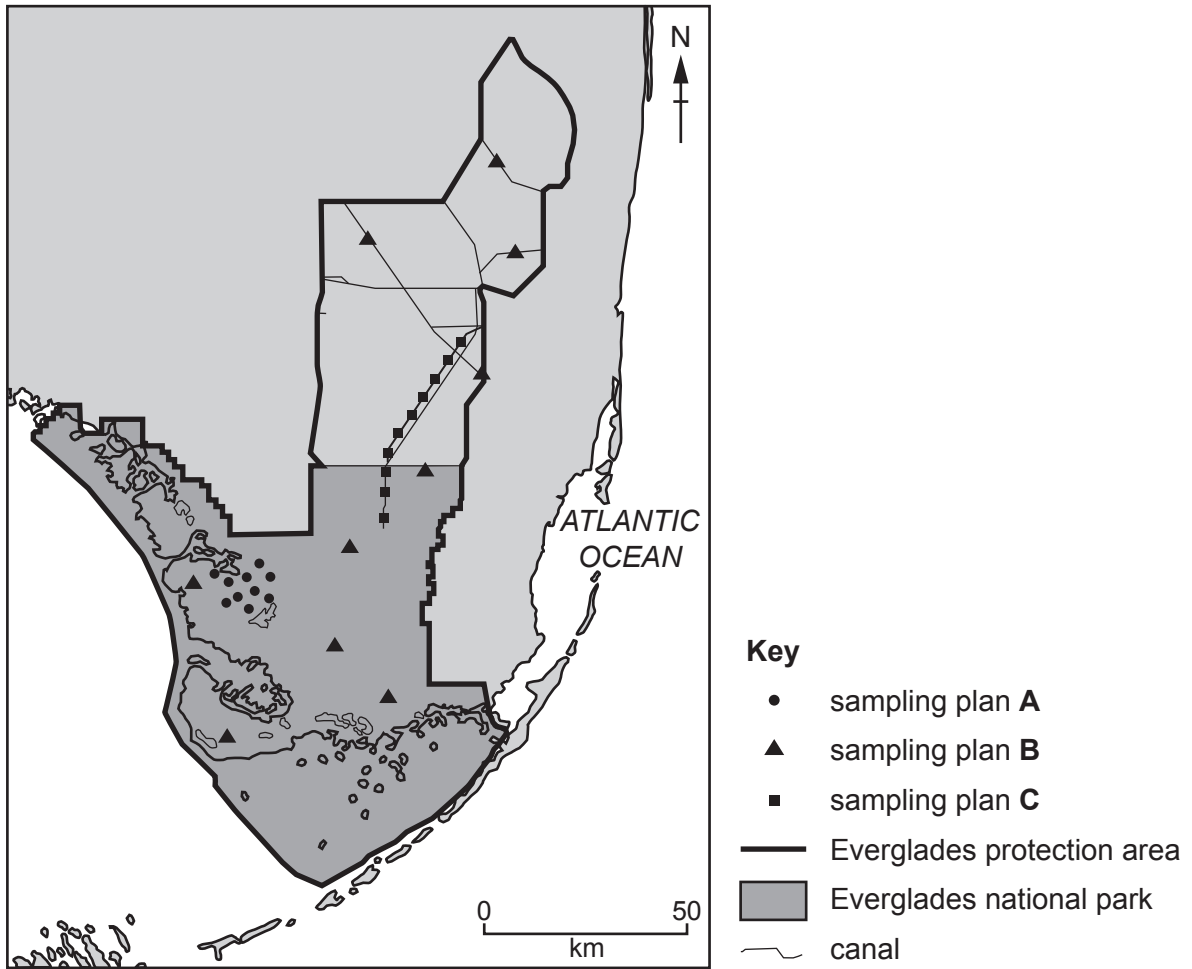 N
ATLANTIC
OCEAN
Key
sampling plan A
sampling plan B
sampling plan C
Everglades protection area
Everglades national park
canal
0 50
km